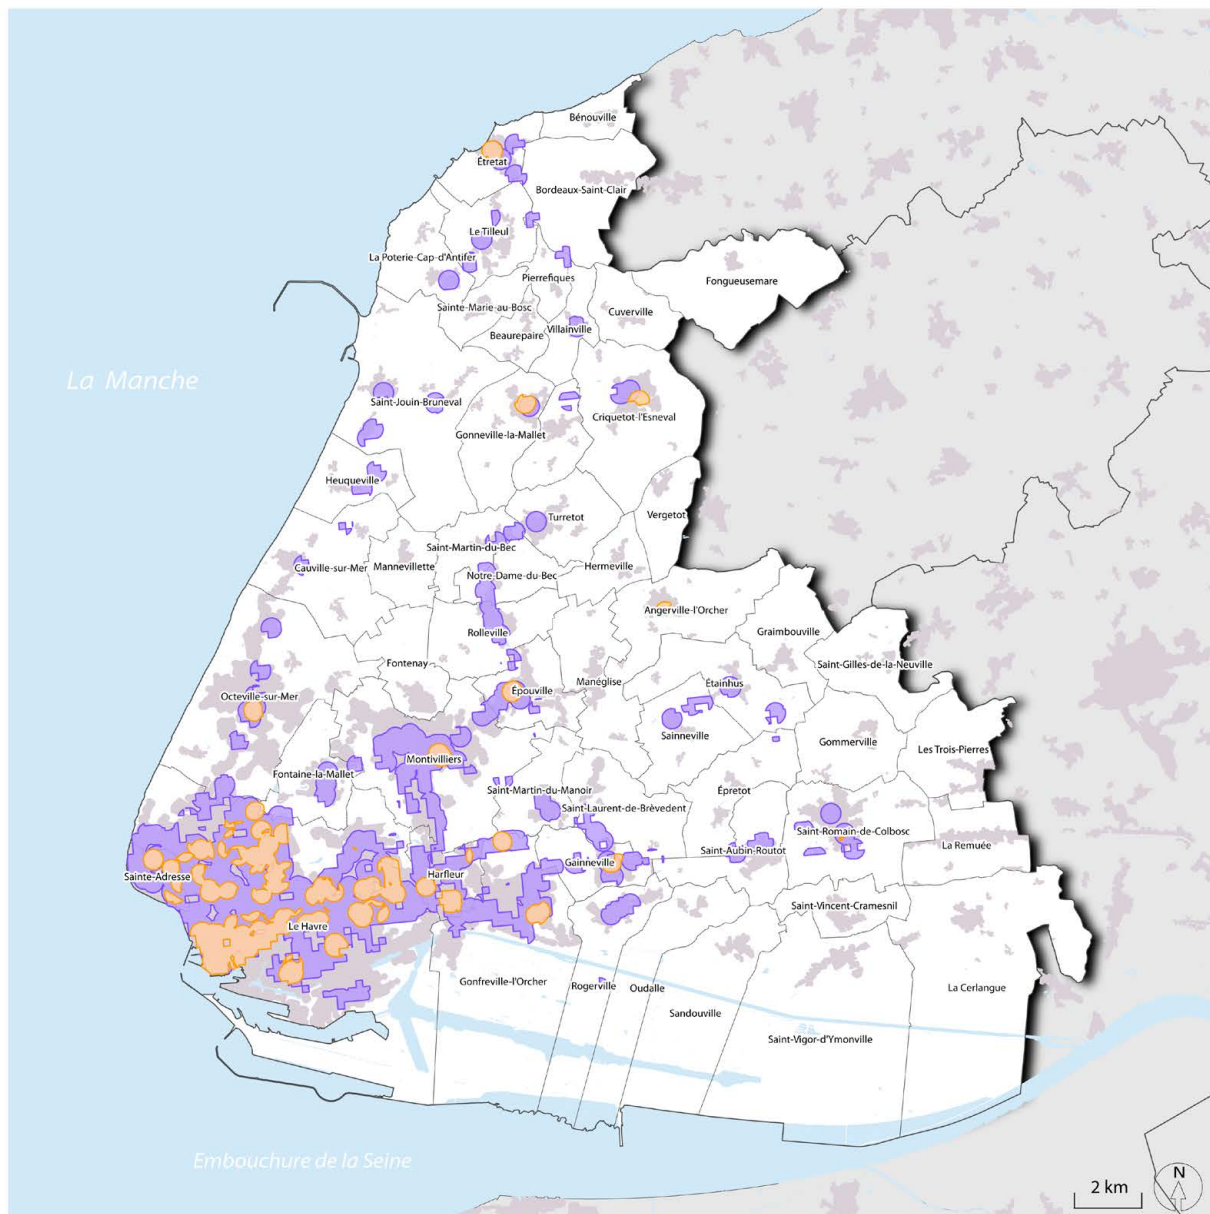 Bénouville
Étretat
Bordeaux-Saint-Clair
Le Tilleul
La Poterie-Cap-d'Antifer
Pierrefiques
Fongueusemare
Sainte-Marie-au-Bosc
Cuverville
Villainville
Beaurepaire
La Manche
Saint-Jouin-Bruneval
Criquetot-l'Esneval
Gonneville-la-Mallet
Heuqueville
Vergetot
Turretot
Saint-Martin-du-Bec
Cauville-sur-Mer
Mannevillette
Hermeville
Notre-Dame-du-Bec
Angerville-l'Orcher
Rolleville
Graimbouville
Fontenay
Saint-Gilles-de-la-Neuville
Manéglise
Étainhus
Épouville
Octeville-sur-Mer
Sainneville
Gommerville
Les Trois-Pierres
Montivilliers
Fontaine-la-Mallet
Saint-Martin-du-Manoir
Épretot
Saint-Laurent-de-Brèvedent
Saint-Romain-de-Colbosc
La Remuée
Saint-Aubin-Routot
Gainneville
Harfleur
Sainte-Adresse
Saint-Vincent-Cramesnil
Le Havre
Gonfreville-l'Orcher
Rogerville
Oudalle
La Cerlangue
Sandouville
Saint-Vigor-d'Ymonville
Embouchure de la Seine
2 km
N